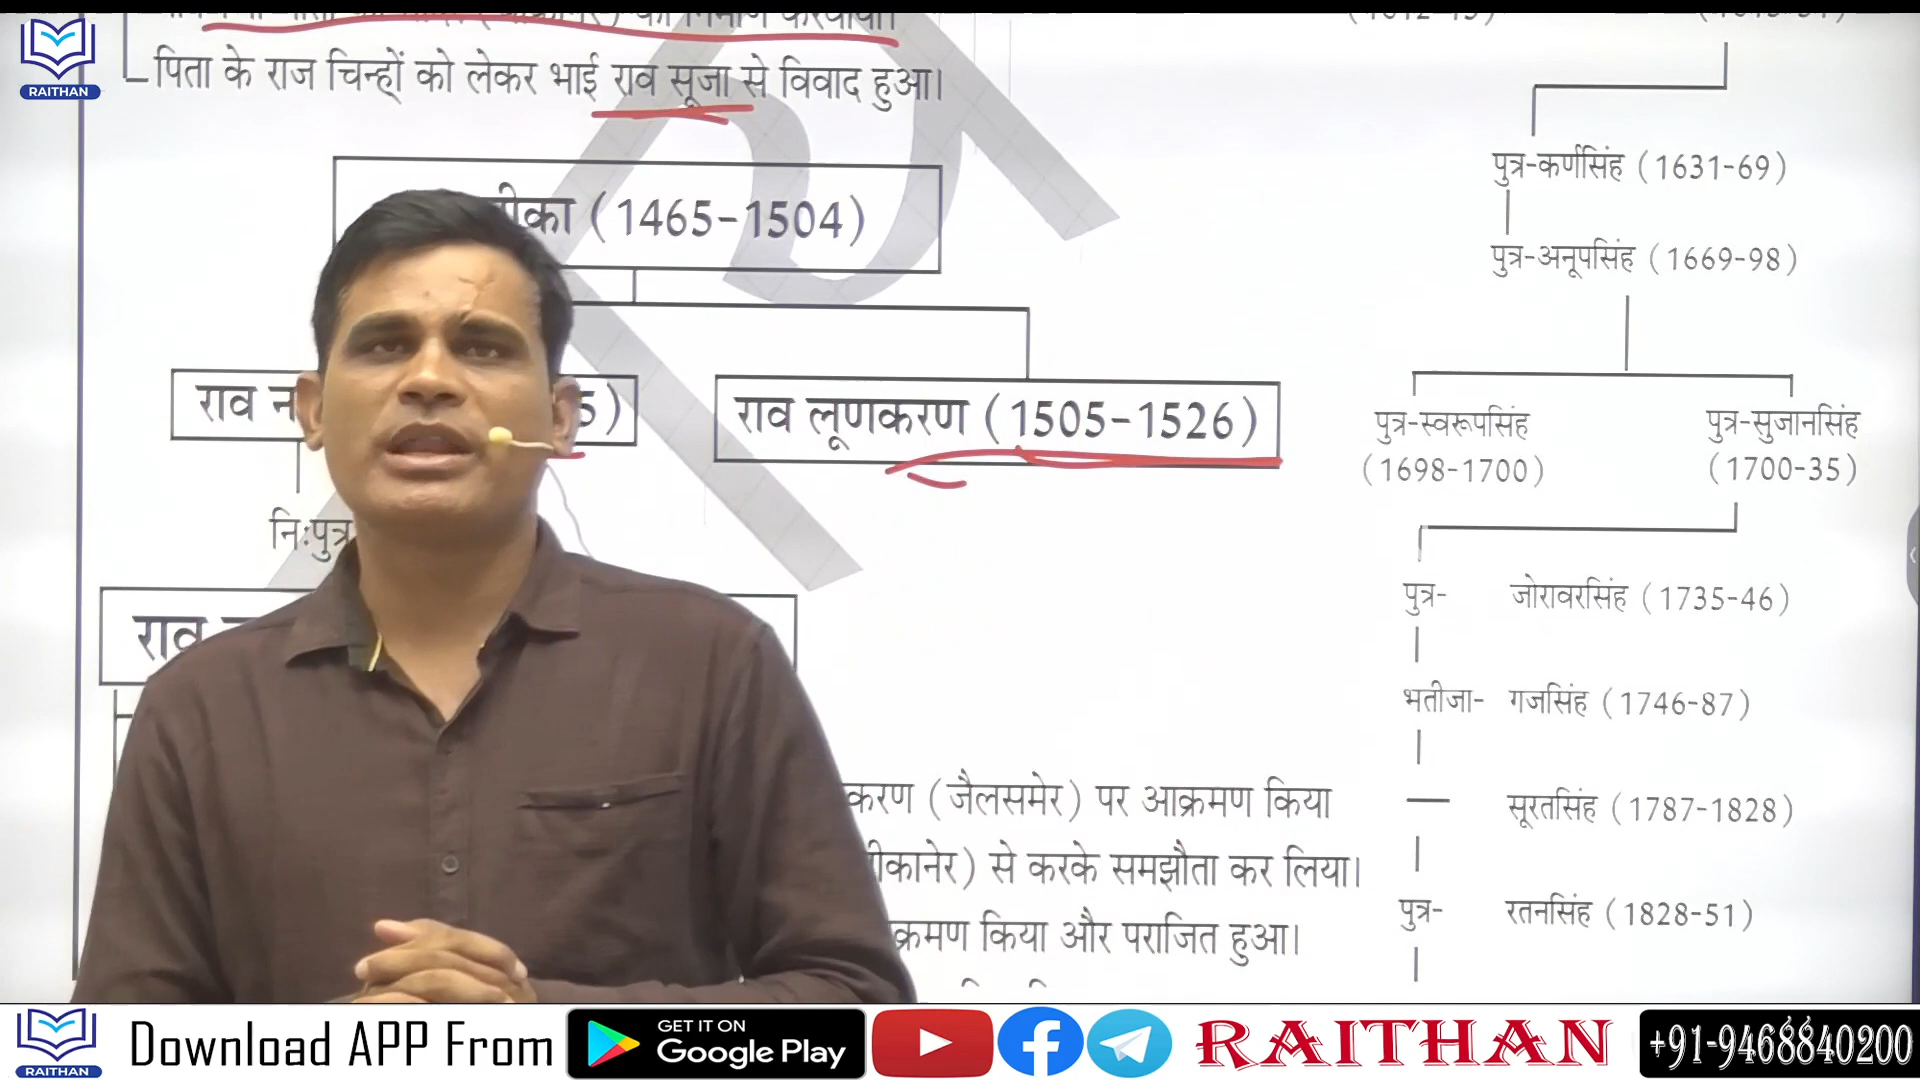 RAITHAN
पिता के राज चिन्हों को लेकर भाई राव सूजा से विवाद हुआ।
(1465-1504)
राव लूणकरण (1505-1526)
राव
5)
निःपुत्र
राव
करण (जैलसमेर) पर आक्रमण किया
से करके समझौता कर लिया।
किया और पराजित हुआ।
पुत्र-कर्णसिंह (1631-69)
पुत्र-अनूपसिंह (1669-98)
पुत्र-स्वरूपसिंह
(1698-1700)
पुत्र-सुजानसिंह
(1700-35)
पुत्र- जोरावरसिंह (1735-46)
भतीजा- गजसिंह (1746-87)
सूरतसिंह (1787-1828)
पुत्र- रतनसिंह (1828-51)
RAITHAN
Download APP From
GET IT ON
Google Play
RAITHAN
+91-9468840200